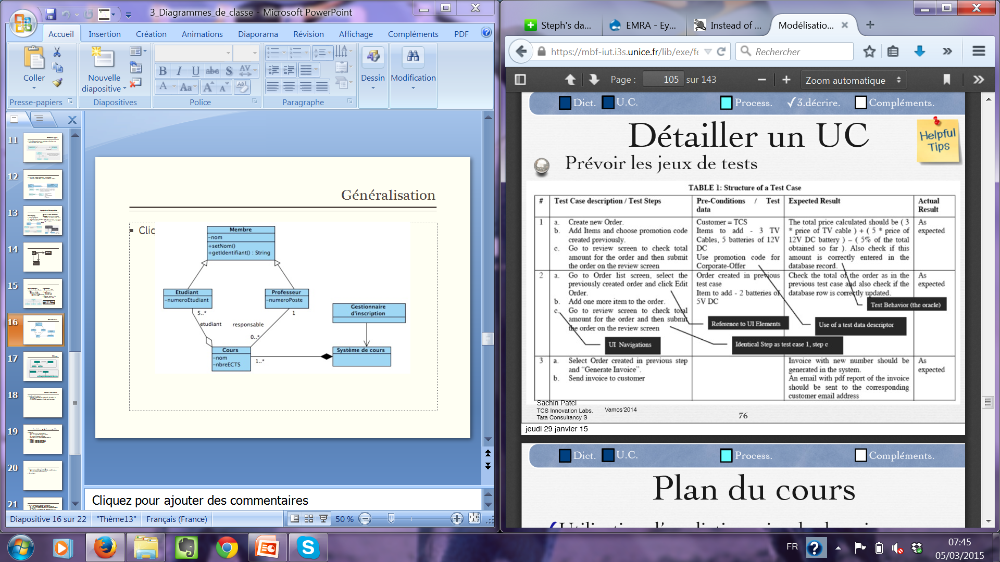 3_Diagrammes_de_classe - Microsoft PowerPoint
Accueil
Insertion
Création
Animations
Diaporama
Révision
Affichage
Compléments
PDF
Coller
Nouvelle
diapositive
Dessin
Modification
Presse-papiers
Diapositives
Police
Paragraphe
11
12
13
14
15
16
17
18
19
20
21
Généralisation
Cliq
Membre
-nom
+setNom()
+getIdentifiant() : String
Etudiant
-numeroEtudiant
Professeur
-numeroPoste
Gestionnaire
d'inscription
5..*
etudiant
responsable
1
0..*
Cours
-nom
-nbreECTS
1..*
Système de cours
Cliquez pour ajouter des commentaires
Diapositive 16 sur 22
"Thème13"
Français (France)
50 %
Steph's da...
EMRA - Ey...
Instead of ...
Modélisatio...
https://mbf-iut.i3s.unice.fr/lib/exe/fe
Rechercher
Page :
105
sur 143
Zoom automatique
Dict.
U.C.
Process.
√3.décrire.
Compléments.
Détailler un UC
Helpful
Tips
Prévoir les jeux de tests
TABLE 1: Structure of a Test Case
# Test Case description / Test Steps
Pre-Conditions / Test
data
Expected Result
Actual
Result
1
a. Create new Order.
b. Add Items and choose promotion code
created previously.
c. Go to review screen to check total
amount for the order and then submit
the order on the review screen
Customer = TCS
Items to add - 3 TV
Cables, 5 batteries of 12V
DC
Use promotion code for
Corporate-Offer
The total price calculated should be ( 3
* price of TV cable ) + ( 5 * price of
12V DC battery ) – ( 5% of the total
obtained so far ). Also check if this
amount is correctly entered in the
database record.
As
expected
2
a. Go to Order list screen, select the
previously created order and click Edit
Order.
b. Add one more item to the order.
c. Go to review screen to check total
amount for the order and then submit
the order on the review screen
Order created in previous
test case
Item to add - 2 batteries of
5V DC
Check the total of the order as in the
previous test case and also check if the
database row is correctly updated.
As
expected
Test Behavior (the oracle)
Reference to UI Elements
Use of a test data descriptor
UI Navigations
Identical Step as test case 1, step c
3
a. Select Order created in previous step
and “Generate Invoice”.
b. Send invoice to customer
Invoice with new number should be
generated in the system.
An email with pdf report of the invoice
should be sent to the corresponding
customer email address
As
expected
Sachin Patel
TCS Innovation Labs.
Tata Consultancy S
Vamos'2014
76
jeudi 29 janvier 15
Dict.
U.C.
Process.
Compléments.
Plan du cours
FR
07:45
05/03/2015